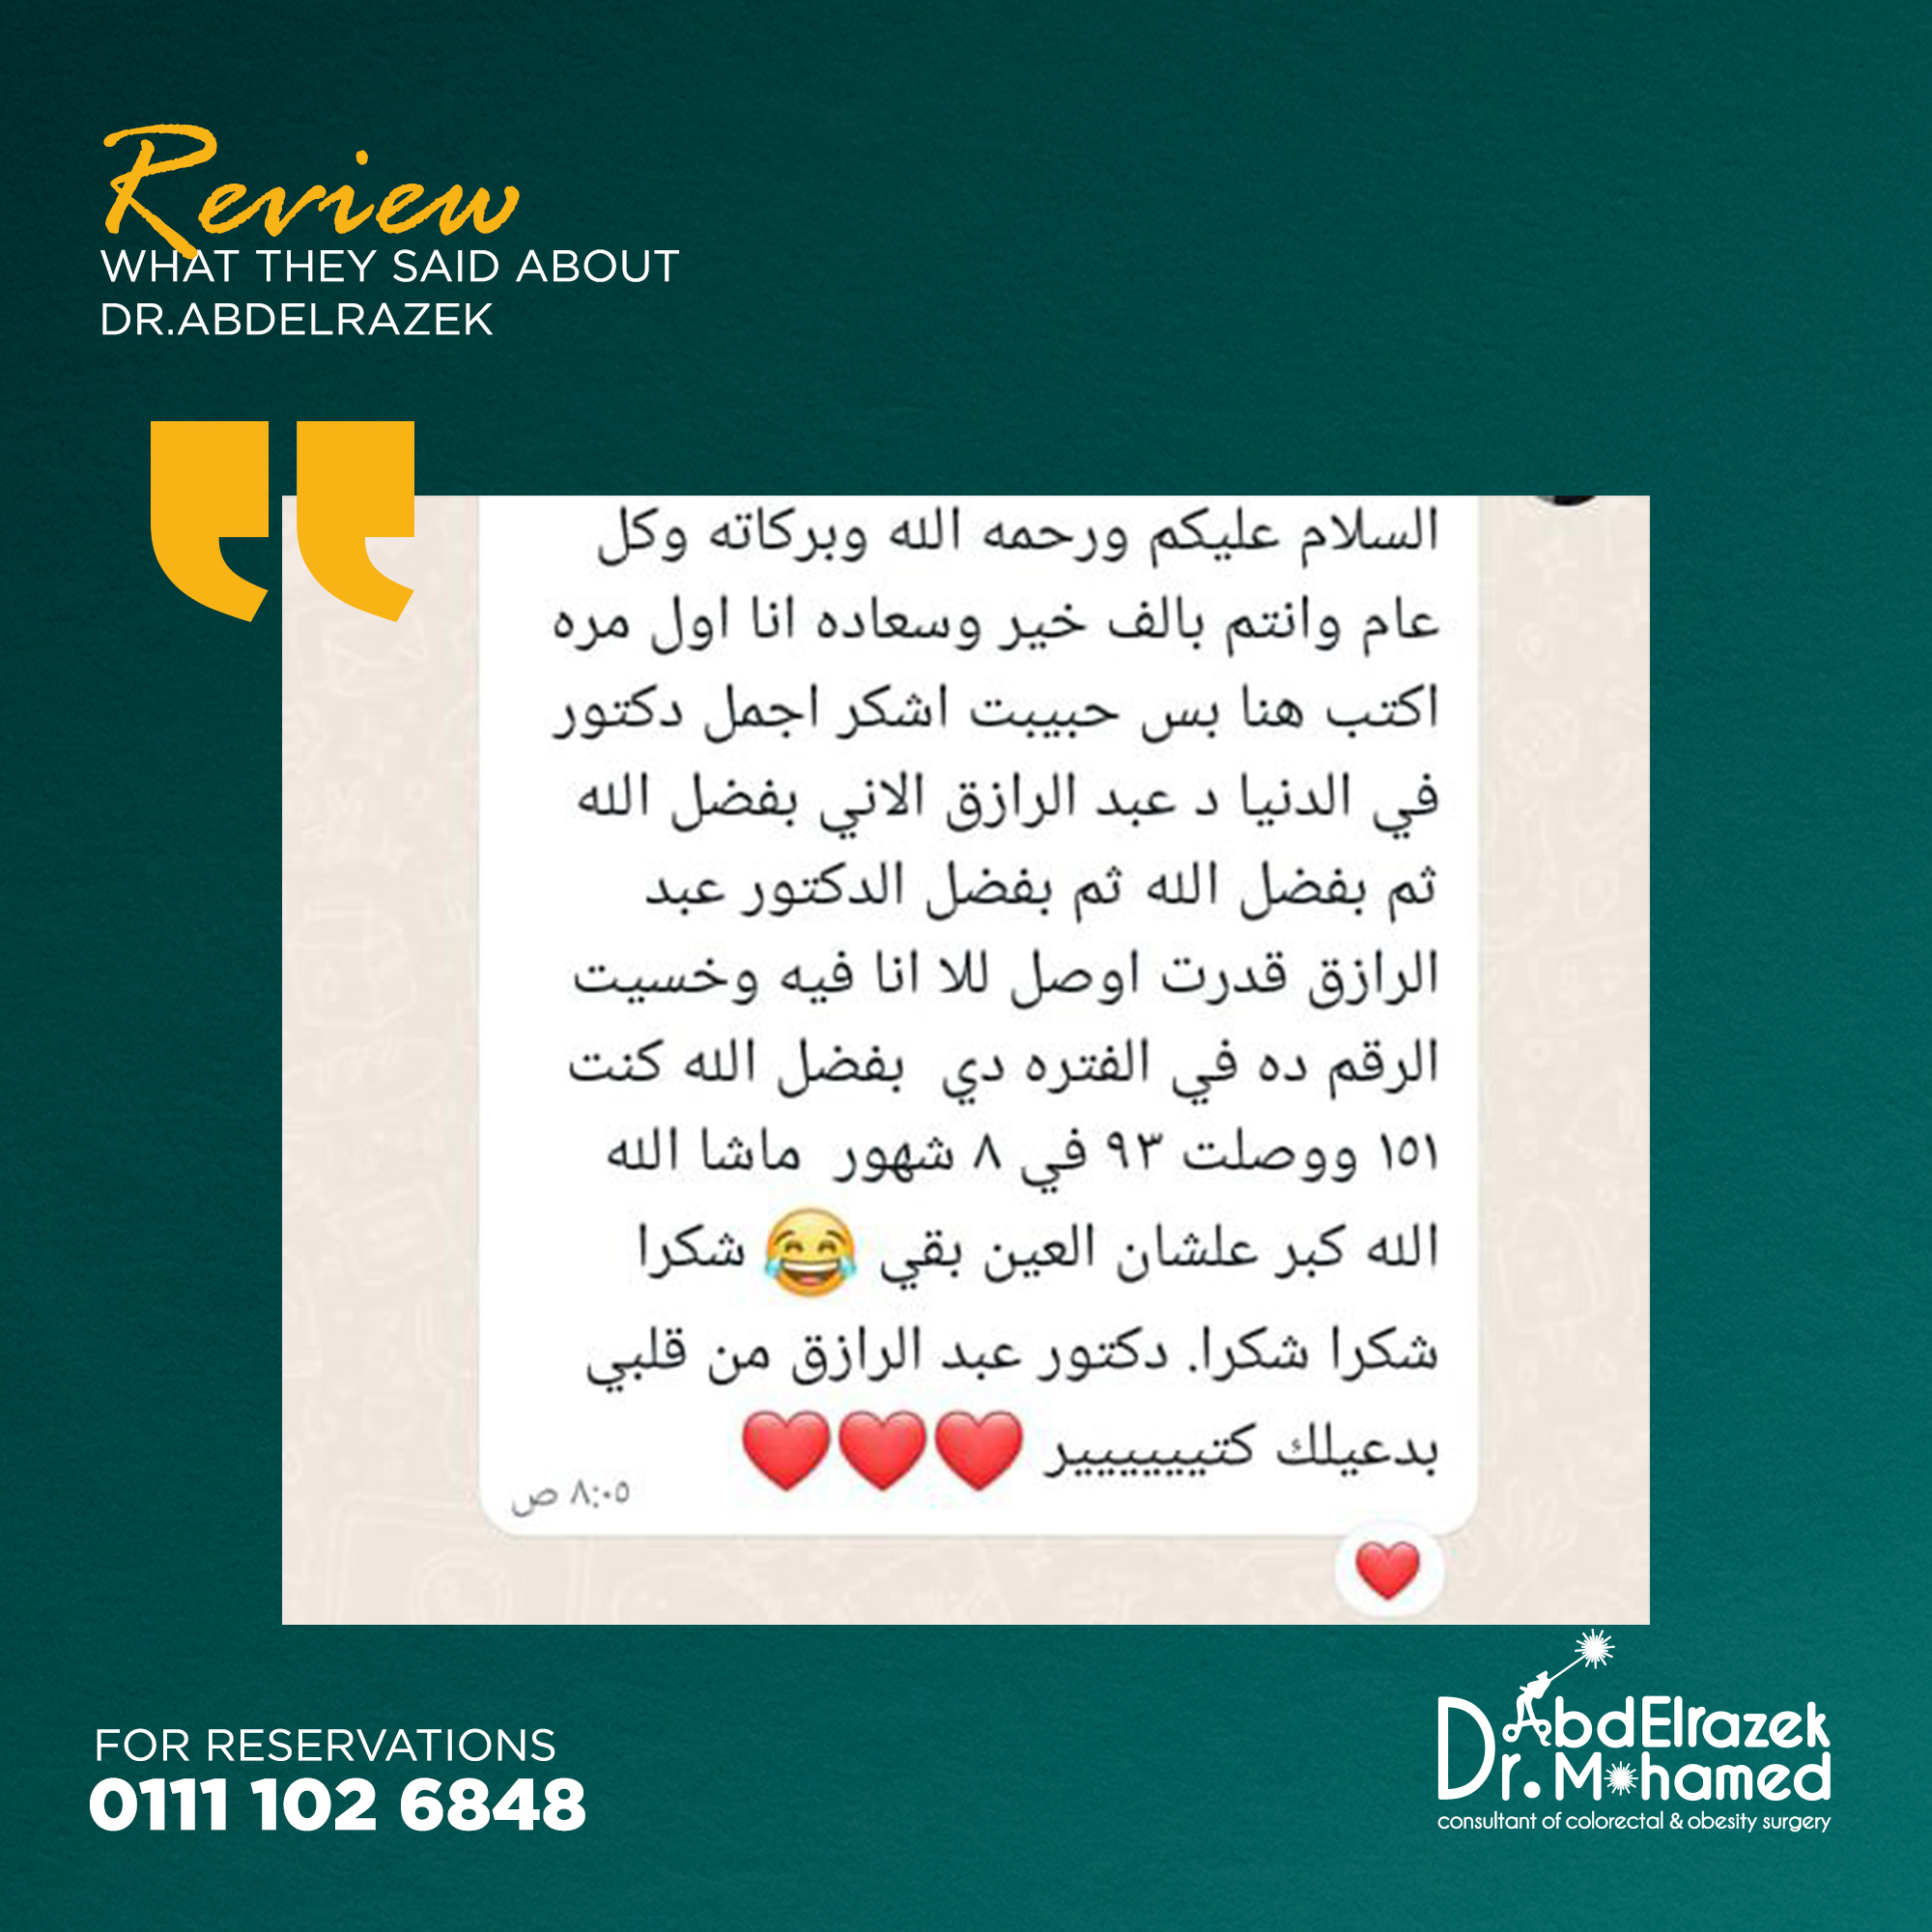 Review
WHAT THEY SAID ABOUT
DR.ABDELRAZEK
السلام عليكم ورحمه الله وبركاته وكل
عام وانتم بالف خير وسعاده انا اول مره
اكتب هنا بس حبيبت اشكر اجمل دكتور
في الدنيا د عبد الرازق الاني بفضل الله
ثم بفضل الله ثم بفضل الدكتور عبد
الرازق قدرت اوصل للا انا فيه وخسيت
الرقم ده في الفتره دي بفضل الله كنت
١٥١ ووصلت ٩٣ في ٨ شهور ماشا الله
الله كبر علشان العين بقي 😂 شكرا
شكرا شكرا. دكتور عبد الرازق من قلبي
بدعيلك كتيييييير ❤️❤️❤️
٨:٠٥ ص
FOR RESERVATIONS
0111 102 6848
Dr. AbdElrazek
Mohamed
consultant of colorectal & obesity surgery